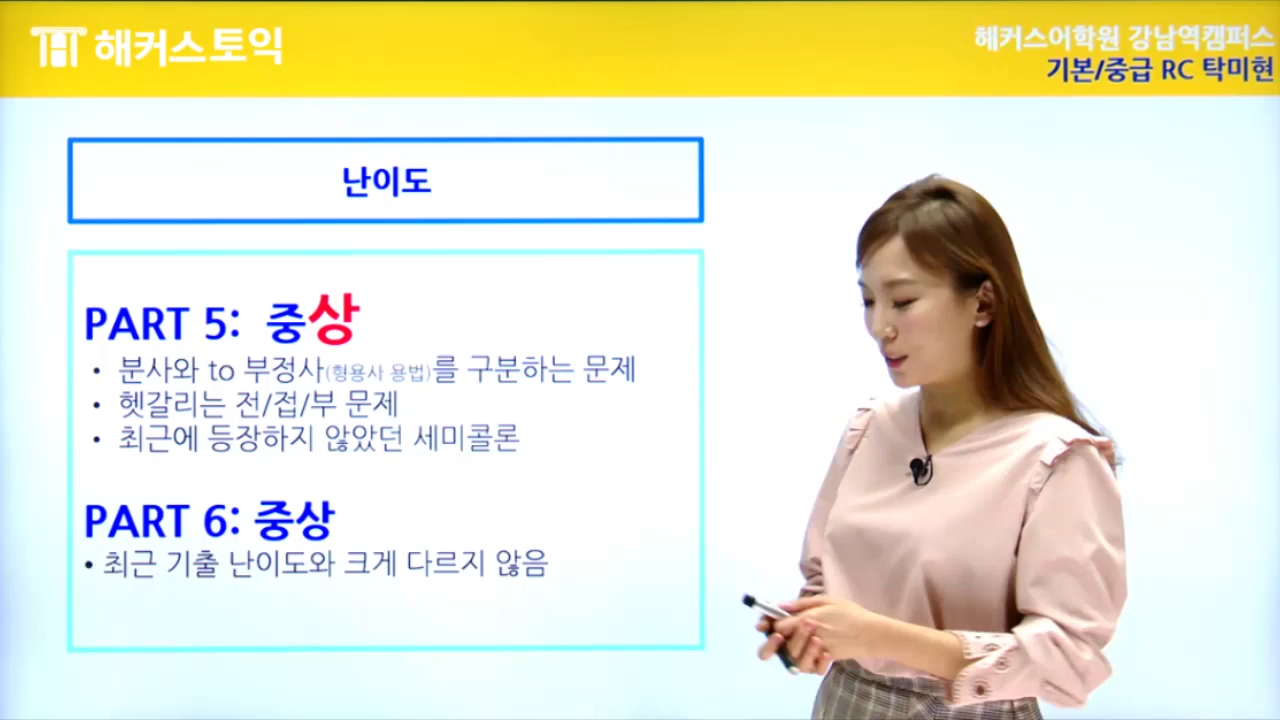 해커스토익
해커스어학원 강남역캠퍼스
기본/중급 RC 탁미현
난이도
PART 5: 중상
• 분사와 to 부정사(형용사 용법)를 구분하는 문제
• 헷갈리는 전/접/부 문제
• 최근에 등장하지 않았던 세미콜론
PART 6: 중상
• 최근 기출 난이도와 크게 다르지 않음